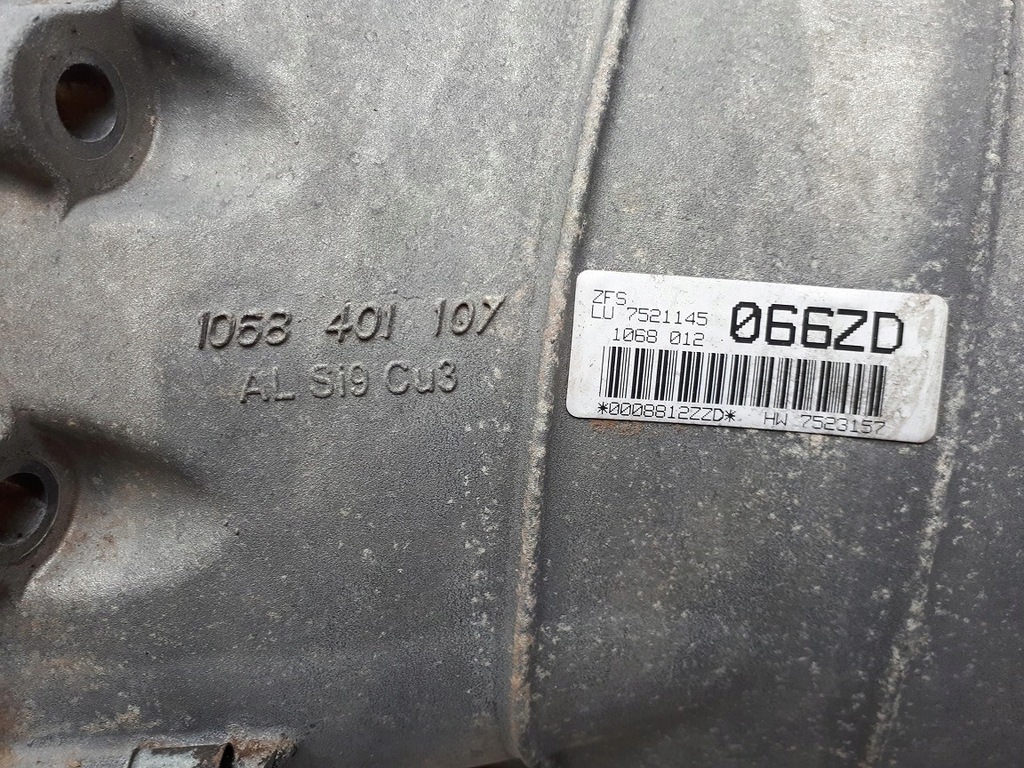 1068 401 107
AL Si9 Cu3
ZFS
LU 7521145
1068 012
066ZD
*0008812ZZD* HW 7523157